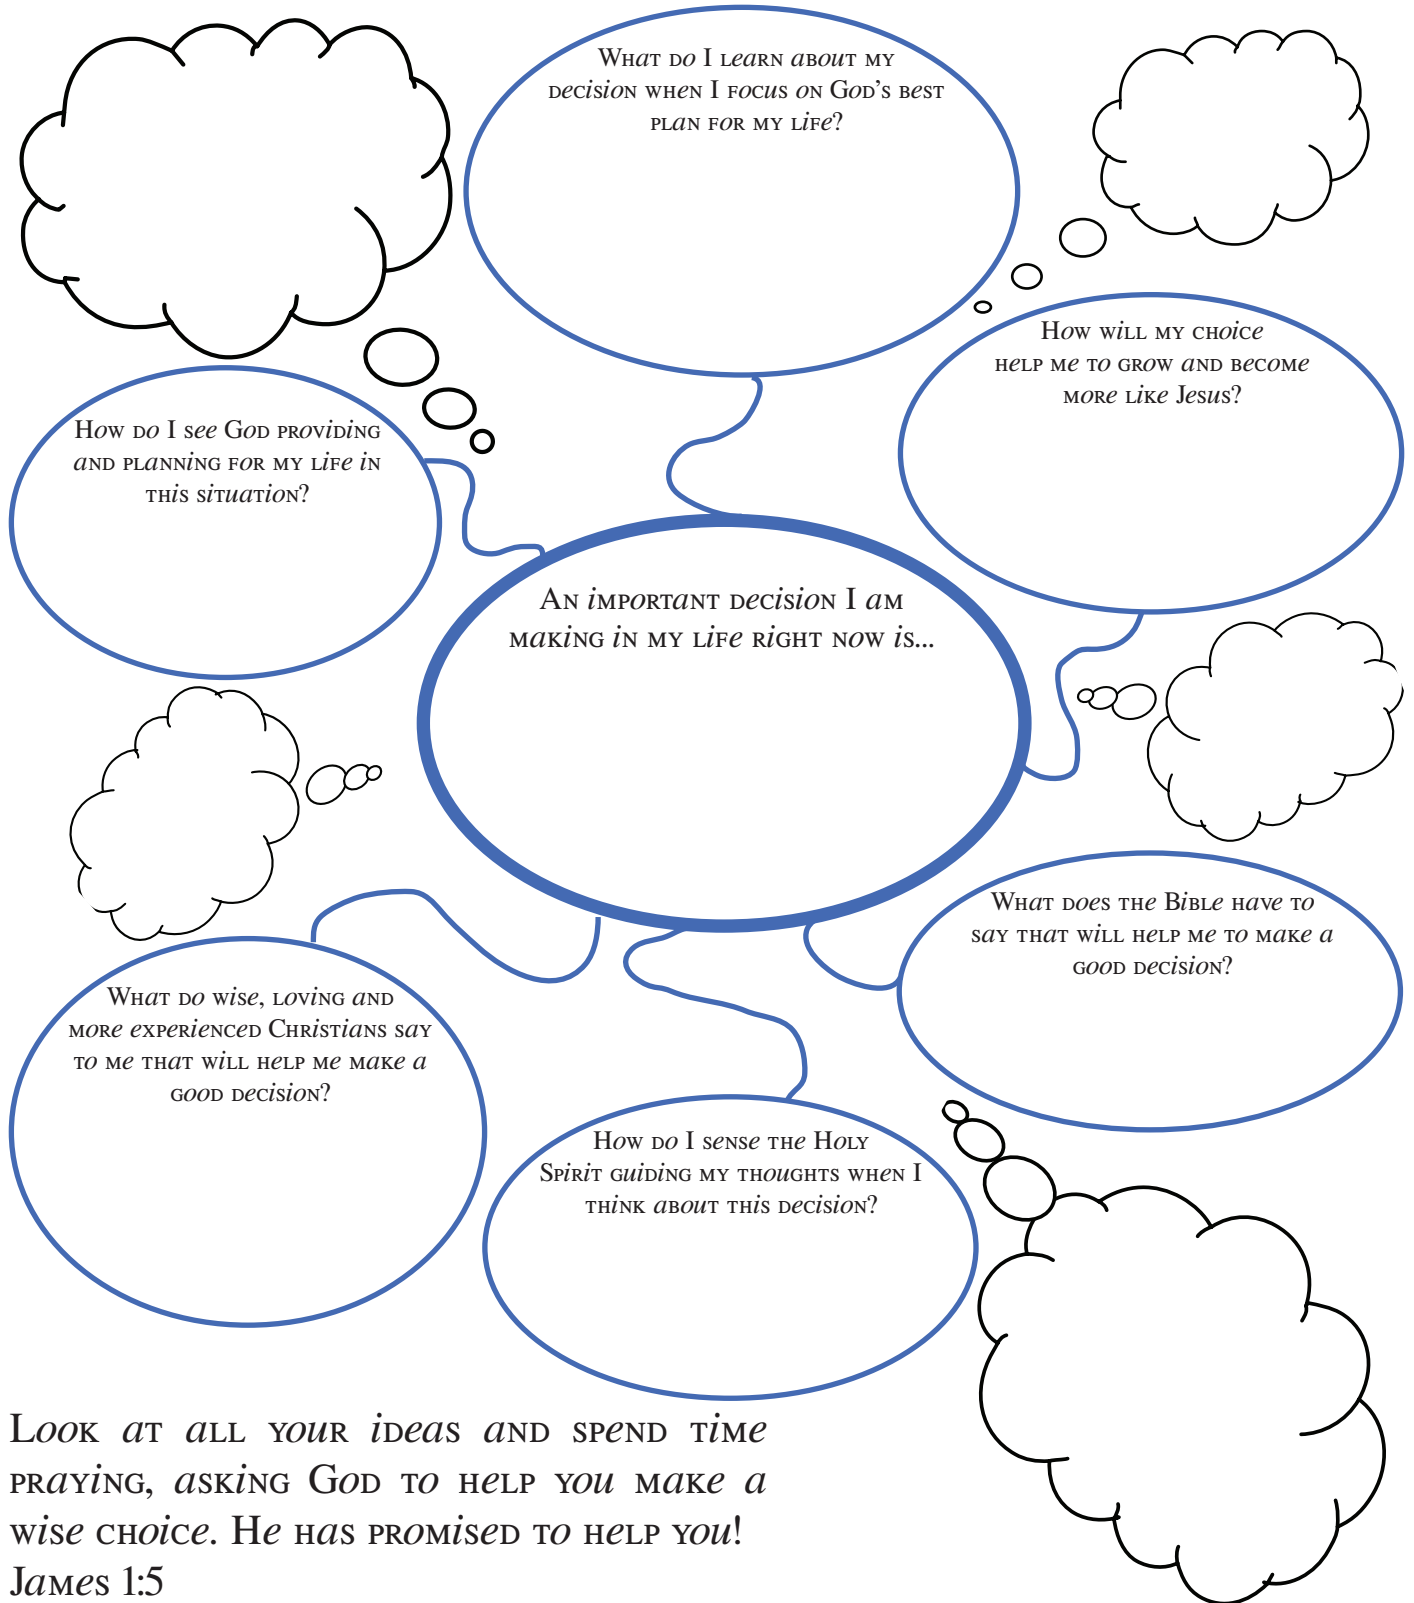 What do I learn about my
decision when I focus on God's best
plan for my life?
How will my choice
help me to grow and become
more like Jesus?
How do I see God providing
and planning for my life in
this situation?
An important decision I am
making in my life right now is...
What does the Bible have to
say that will help me to make a
good decision?
What do wise, loving and
more experienced Christians say
to me that will help me make a
good decision?
How do I sense the Holy
Spirit guiding my thoughts when I
think about this decision?
Look at all your ideas and spend time
praying, asking God to help you make a
wise choice. He has promised to help you!
James 1:5